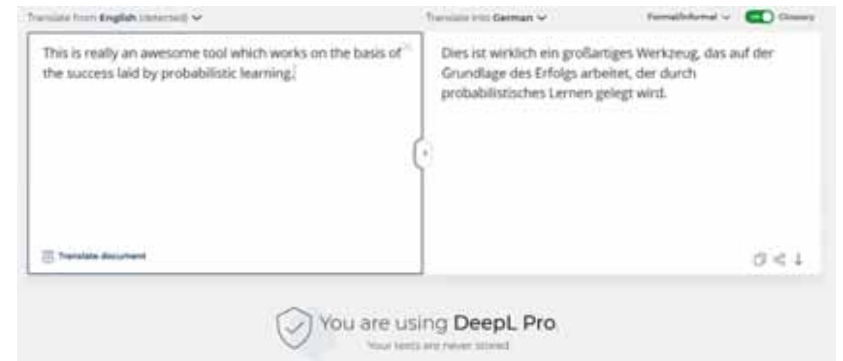 Translate from English (detected)
Translate into German
Formal/informal
Glossary
This is really an awesome tool which works on the basis of
the success laid by probabilistic learning.
Dies ist wirklich ein großartiges Werkzeug, das auf der
Grundlage des Erfolgs arbeitet, der durch
probabilistisches Lernen gelegt wird.
Translate document
You are using DeepL Pro
Your texts are never stored